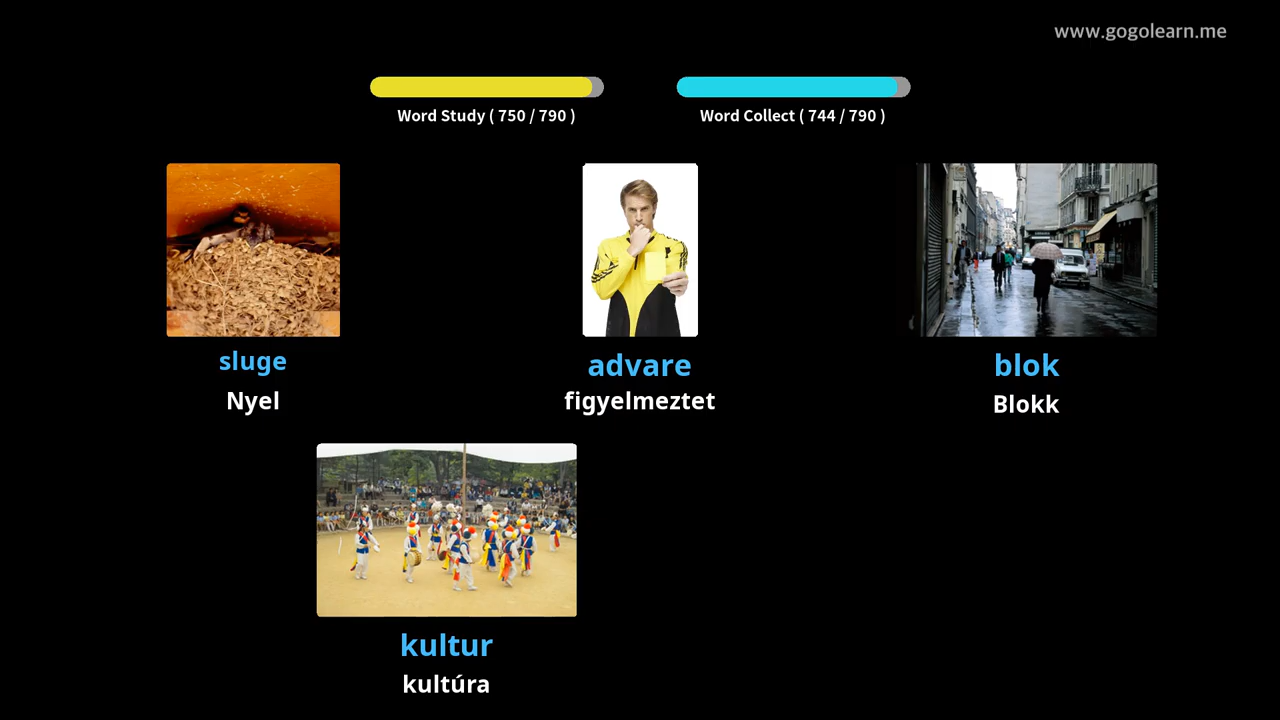 www.gogolearn.me
Word Study ( 750 / 790 )
Word Collect ( 744 / 790 )
sluge
Nyel
advare
figyelmeztet
blok
Blokk
kultur
kultúra